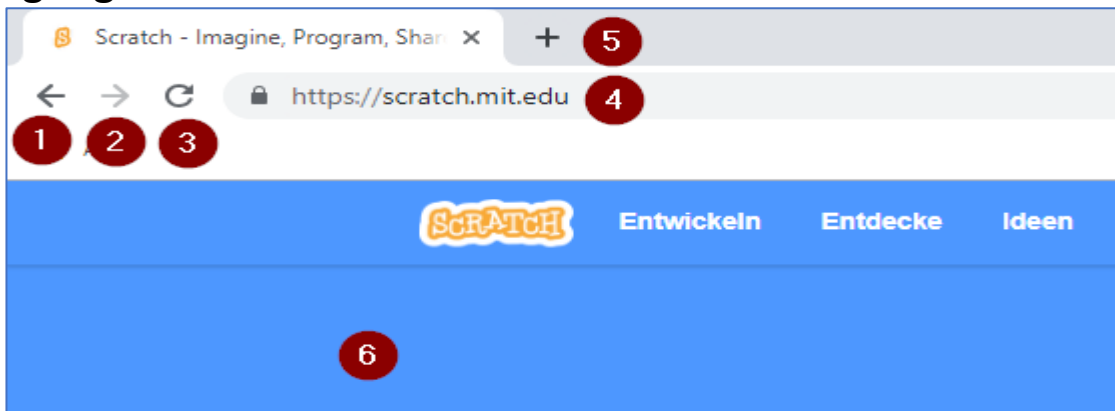 Scratch - Imagine, Program, Shar
5
https://scratch.mit.edu
4
1
2
3
SCRATCH
Entwickeln
Entdecke
Ideen
6